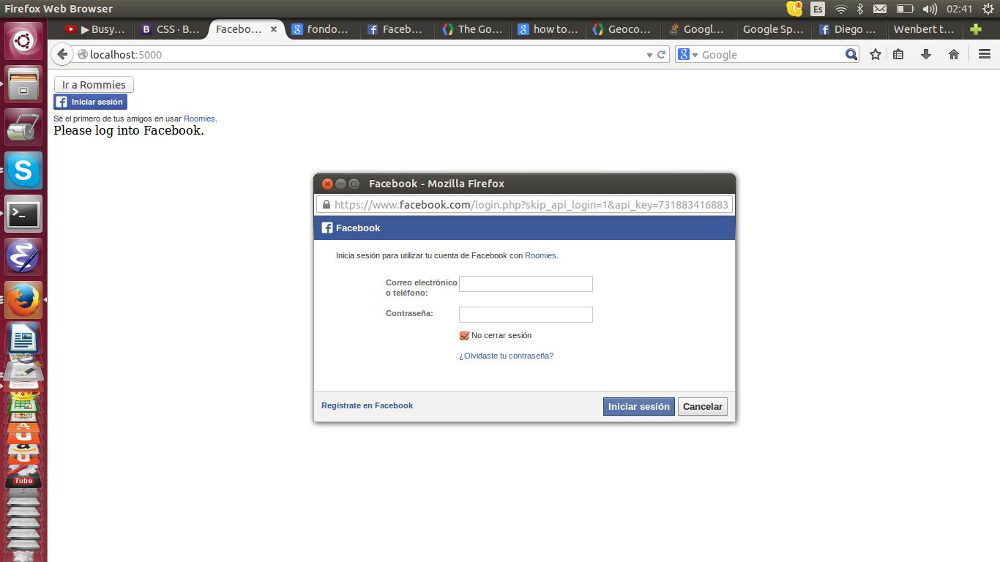 Firefox Web Browser
Es
02:41
▶ Busy...
CSS · B...
Facebo...
fondo...
Faceb...
The Go...
how to...
Geoco...
Googl...
Google Sp...
Diego ...
Wenbert t...
localhost:5000
Google
Ir a Rommies
Iniciar sesión
Sé el primero de tus amigos en usar Roomies.
Please log into Facebook.
Facebook - Mozilla Firefox
https://www.facebook.com/login.php?skip_api_login=1&api_key=731883416883
Facebook
Inicia sesión para utilizar tu cuenta de Facebook con Roomies.
Correo electrónico
o teléfono:
Contraseña:
No cerrar sesión
¿Olvidaste tu contraseña?
Regístrate en Facebook
Iniciar sesión
Cancelar
Tube